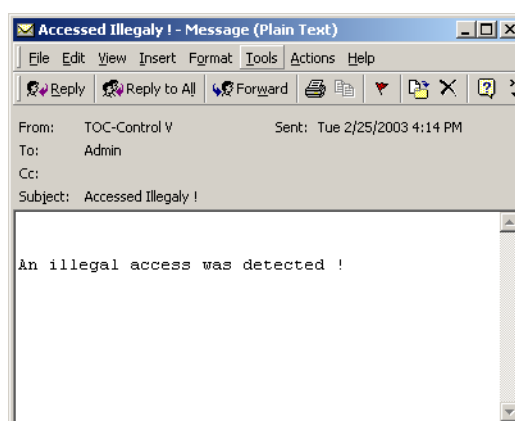 Accessed Illegaly ! - Message (Plain Text)
File Edit View Insert Format Tools Actions Help
Reply Reply to All Forward
From: TOC-Control V Sent: Tue 2/25/2003 4:14 PM
To: Admin
Cc:
Subject: Accessed Illegaly !
An illegal access was detected !